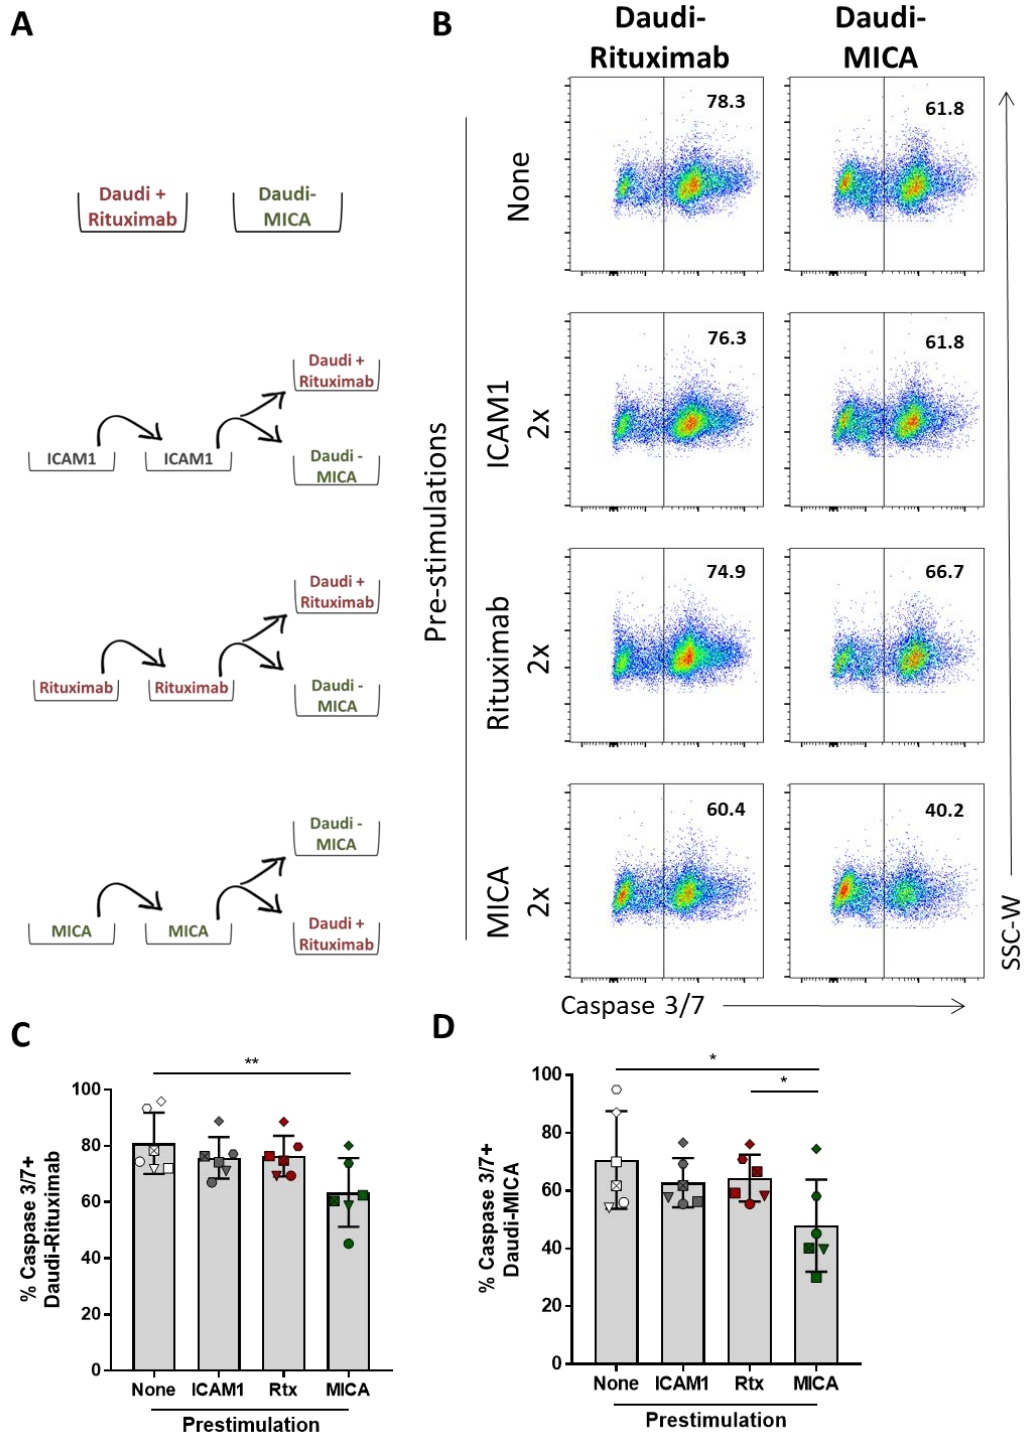 A
Daudi +
Rituximab
Daudi-
MICA
Daudi +
Rituximab
ICAM1
ICAM1
Daudi -
MICA
Daudi +
Rituximab
Rituximab
Rituximab
Daudi -
MICA
Daudi -
MICA
MICA
MICA
Daudi +
Rituximab
B
Daudi-
Rituximab
Daudi-
MICA
Pre-stimulations
None
78.3
61.8
ICAM1
2x
76.3
61.8
Rituximab
2x
74.9
66.7
MICA
2x
60.4
40.2
SSC-W
Caspase 3/7
C
% Caspase 3/7+
Daudi-Rituximab
100
80
60
40
20
0
**
None
ICAM1
Rtx
MICA
Prestimulation
D
% Caspase 3/7+
Daudi-MICA
100
80
60
40
20
0
*
*
None
ICAM1
Rtx
MICA
Prestimulation